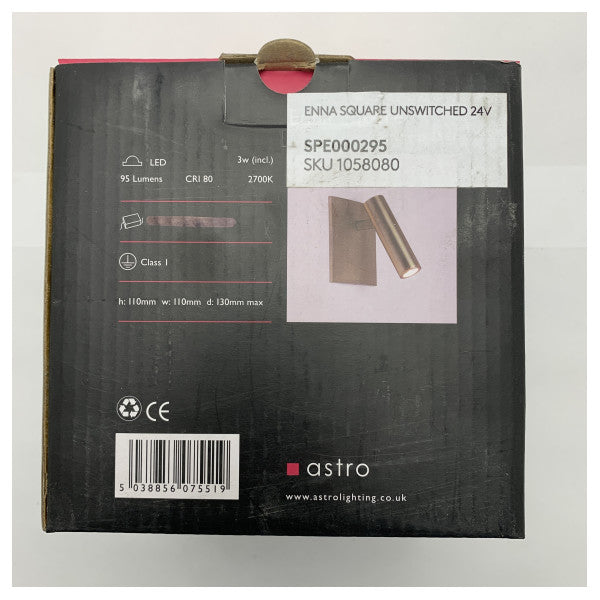 ENNA SQUARE UNSWITCHED 24V
SPE000295
SKU 1058080
LED 3w (incl.)
95 Lumens CRI 80 2700K
Class 1
h: 110mm w: 110mm d: 130mm max
CE
5 038856 075519
astro
www.astrolighting.co.uk